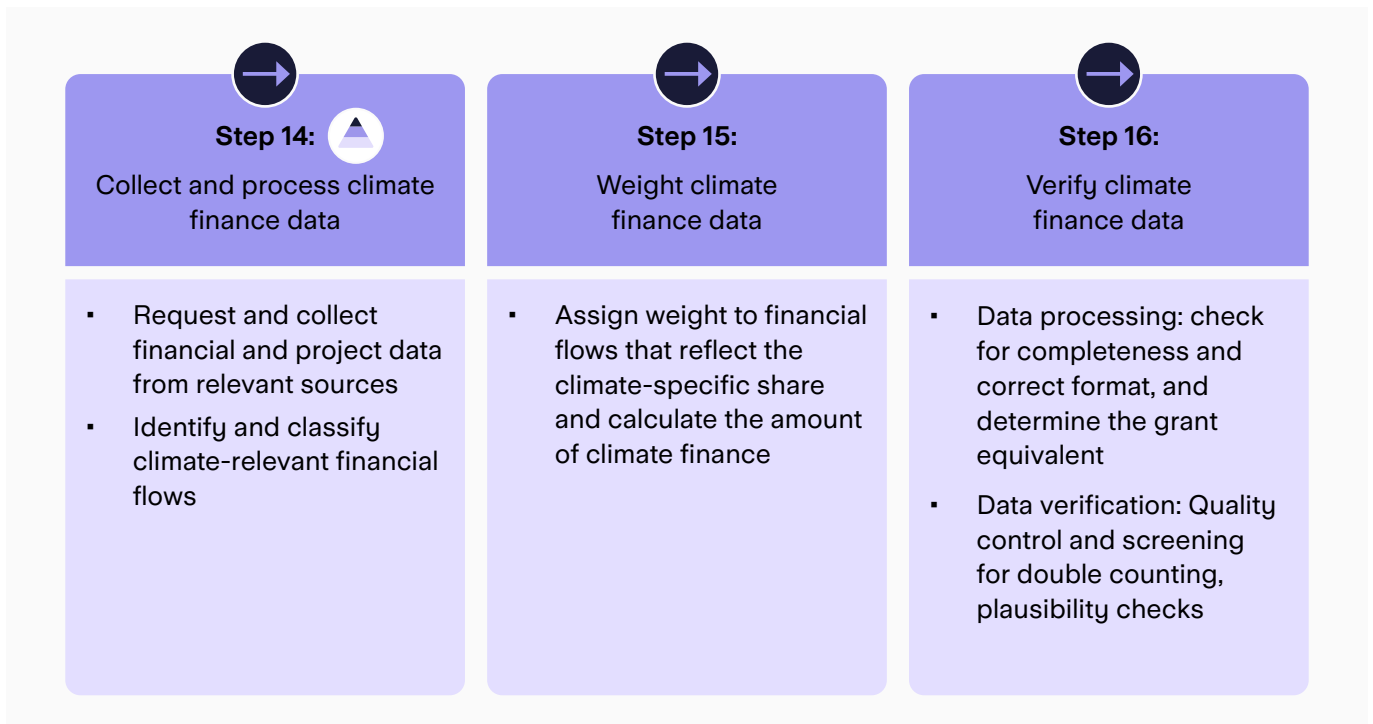 Step 14:
Collect and process climate
finance data
▪ Request and collect
financial and project data
from relevant sources
▪ Identify and classify
climate-relevant financial
flows
Step 15:
Weight climate
finance data
▪ Assign weight to financial
flows that reflect the
climate-specific share
and calculate the amount
of climate finance
Step 16:
Verify climate
finance data
▪ Data processing: check
for completeness and
correct format, and
determine the grant
equivalent
▪ Data verification: Quality
control and screening
for double counting,
plausibility checks